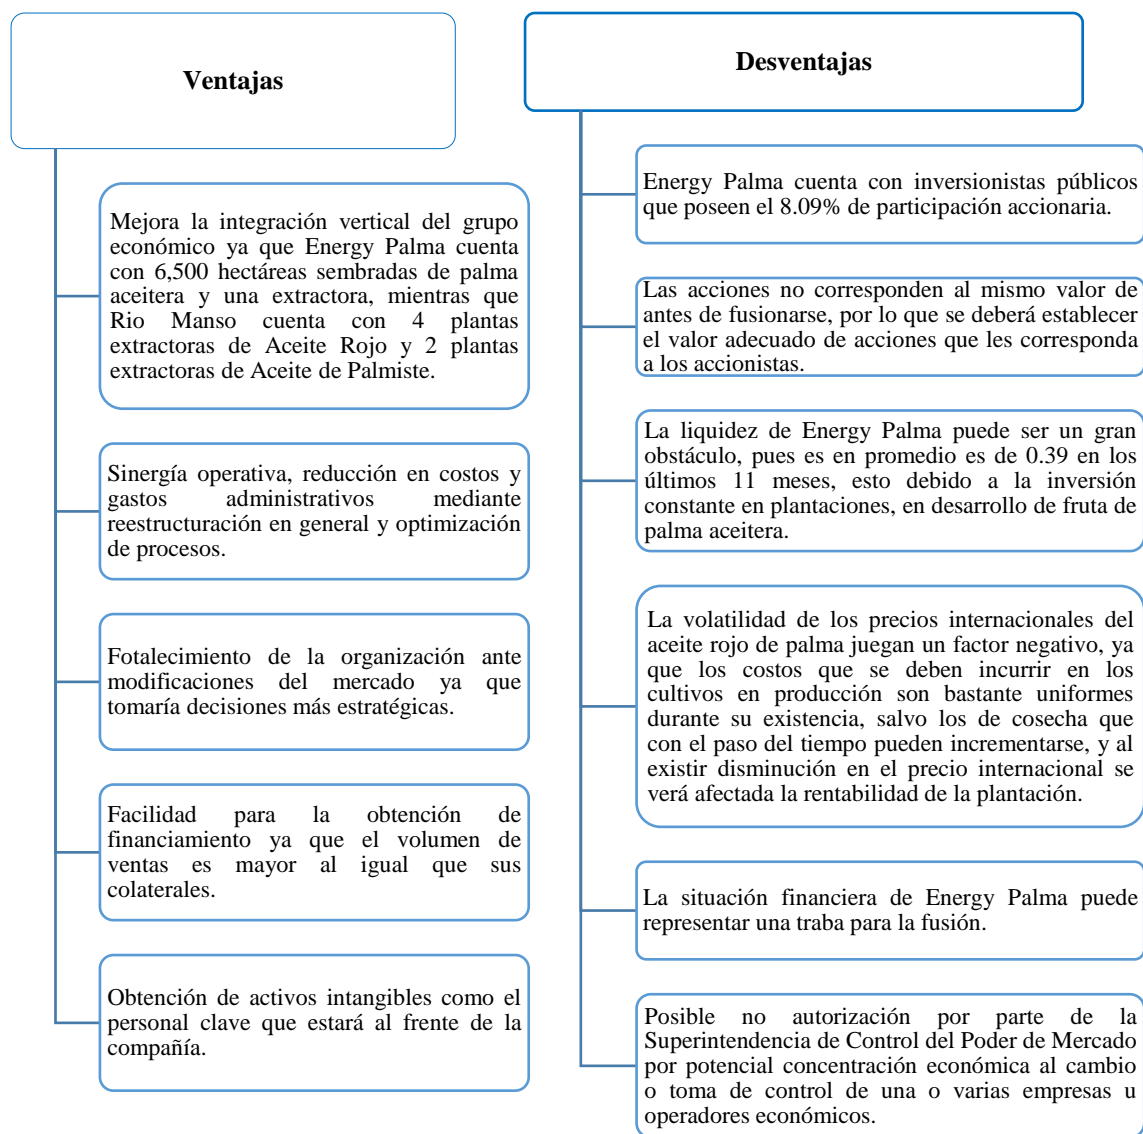 Ventajas
Mejora la integración vertical del grupo
económico ya que Energy Palma cuenta
con 6,500 hectáreas sembradas de palma
aceitera y una extractora, mientras que
Rio Manso cuenta con 4 plantas
extractoras de Aceite Rojo y 2 plantas
extractoras de Aceite de Palmiste.
Sinergía operativa, reducción en costos y
gastos administrativos mediante
reestructuración en general y optimización
de procesos.
Fotalecimiento de la organización ante
modificaciones del mercado ya que
tomaría decisiones más estratégicas.
Facilidad para la obtención de
financiamiento ya que el volumen de
ventas es mayor al igual que sus
colaterales.
Obtención de activos intangibles como el
personal clave que estará al frente de la
compañía.
Desventajas
Energy Palma cuenta con inversionistas públicos
que poseen el 8.09% de participación accionaria.
Las acciones no corresponden al mismo valor de
antes de fusionarse, por lo que se deberá establecer
el valor adecuado de acciones que les corresponda
a los accionistas.
La liquidez de Energy Palma puede ser un gran
obstáculo, pues es en promedio es de 0.39 en los
últimos 11 meses, esto debido a la inversión
constante en plantaciones, en desarrollo de fruta de
palma aceitera.
La volatilidad de los precios internacionales del
aceite rojo de palma juegan un factor negativo, ya
que los costos que se deben incurrir en los
cultivos en producción son bastante uniformes
durante su existencia, salvo los de cosecha que
con el paso del tiempo pueden incrementarse, y al
existir disminución en el precio internacional se
verá afectada la rentabilidad de la plantación.
La situación financiera de Energy Palma puede
representar una traba para la fusión.
Posible no autorización por parte de la
Superintendencia de Control del Poder de Mercado
por potencial concentración económica al cambio
o toma de control de una o varias empresas u
operadores económicos.